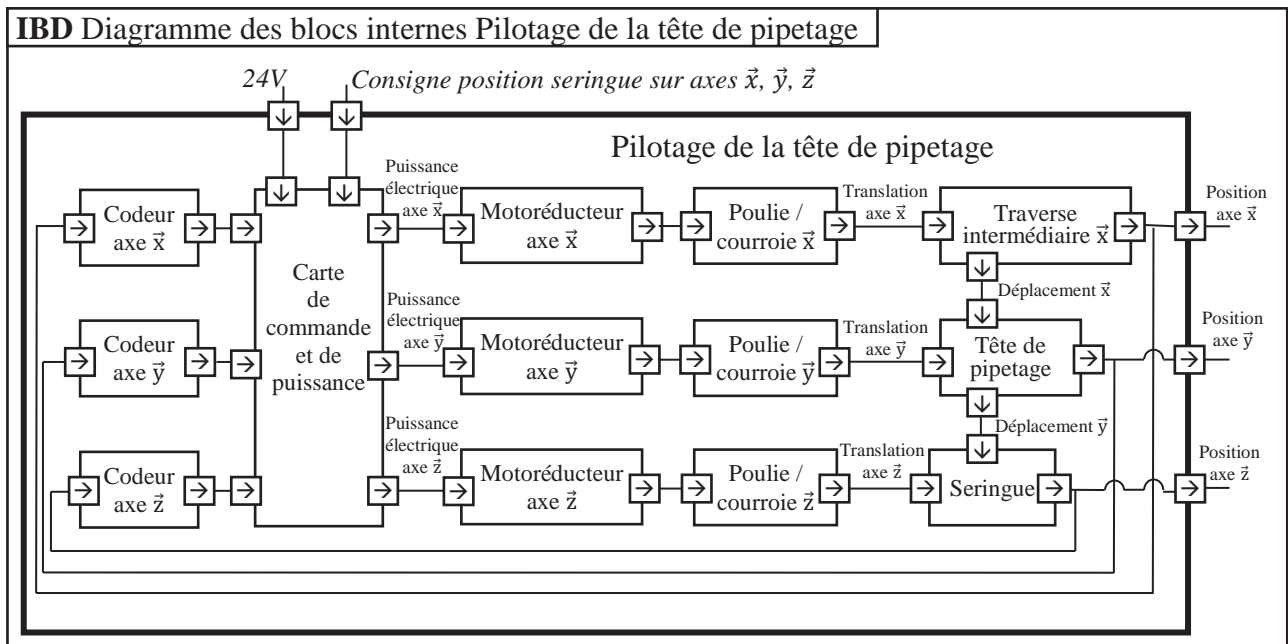 IBD Diagramme des blocs internes Pilotage de la tête de pipetage
24V
Consigne position seringue sur axes x⃗, y⃗, z⃗
Pilotage de la tête de pipetage
Codeur
axe x⃗
Carte
de
commande
et de
puissance
Puissance
électrique
axe x⃗
Motoréducteur
axe x⃗
Poulie /
courroie x⃗
Translation
axe x⃗
Traverse
intermédiaire x⃗
Position
axe x⃗
Déplacement x⃗
Codeur
axe y⃗
Puissance
électrique
axe y⃗
Motoréducteur
axe y⃗
Poulie /
courroie y⃗
Translation
axe y⃗
Tête de
pipetage
Position
axe y⃗
Déplacement y⃗
Codeur
axe z⃗
Puissance
électrique
axe z⃗
Motoréducteur
axe z⃗
Poulie /
courroie z⃗
Translation
axe z⃗
Seringue
Position
axe z⃗